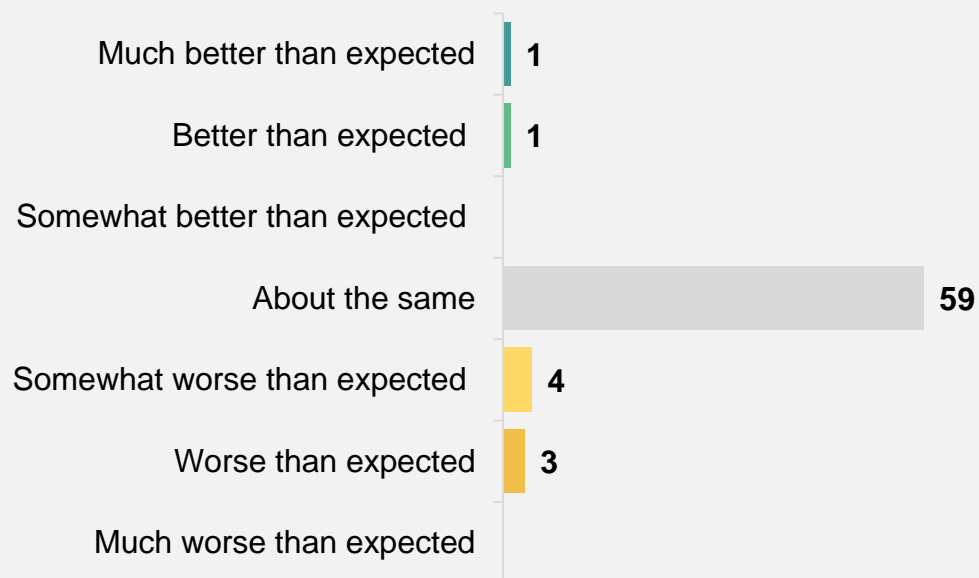 Much better than expected 1
Better than expected 1
Somewhat better than expected
About the same 59
Somewhat worse than expected 4
Worse than expected 3
Much worse than expected